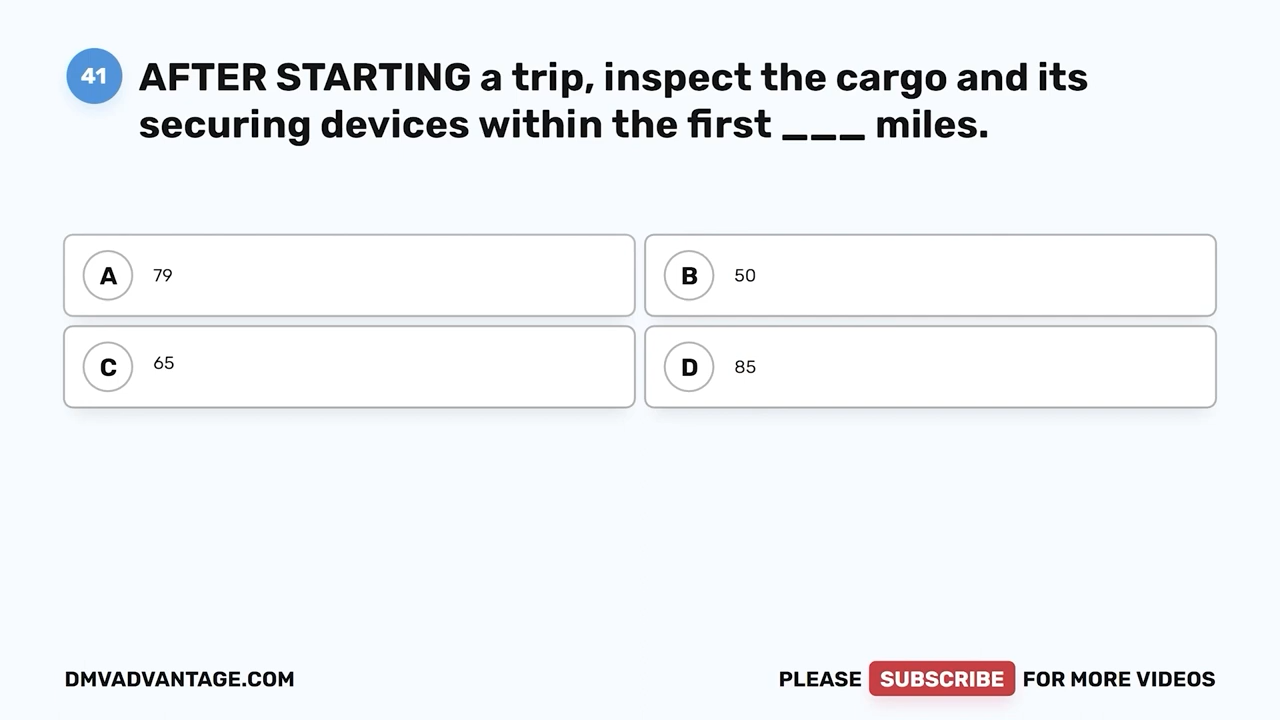 41
AFTER STARTING a trip, inspect the cargo and its
securing devices within the first ___ miles.
A 79
B 50
C 65
D 85
DMVADVANTAGE.COM
PLEASE SUBSCRIBE FOR MORE VIDEOS